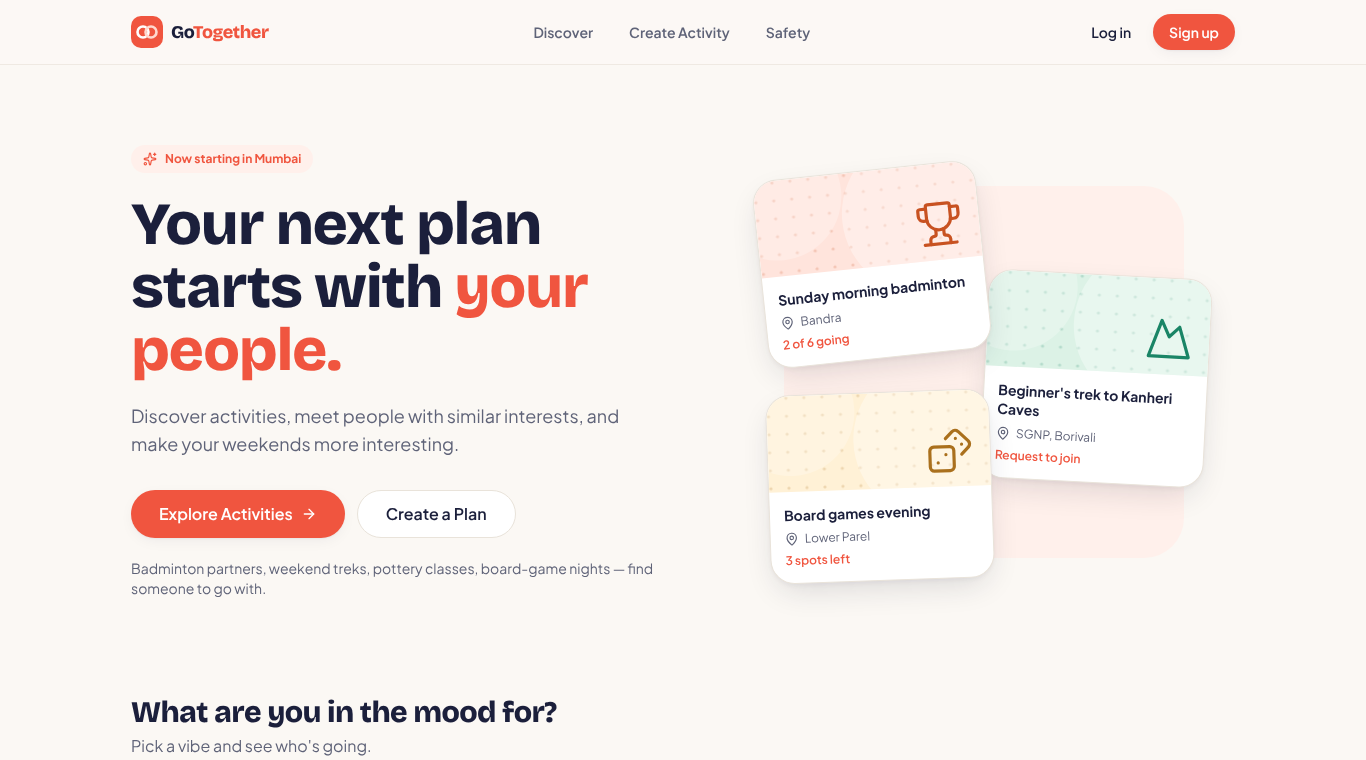 GoTogether
Discover
Create Activity
Safety
Log in
Sign up
Now starting in Mumbai
Your next plan
starts with your
people.
Discover activities, meet people with similar interests, and
make your weekends more interesting.
Explore Activities
Create a Plan
Badminton partners, weekend treks, pottery classes, board-game nights — find
someone to go with.
Sunday morning badminton
Bandra
2 of 6 going
Beginner's trek to Kanheri
Caves
SGNP, Borivali
Request to join
Board games evening
Lower Parel
3 spots left
What are you in the mood for?
Pick a vibe and see who's going.